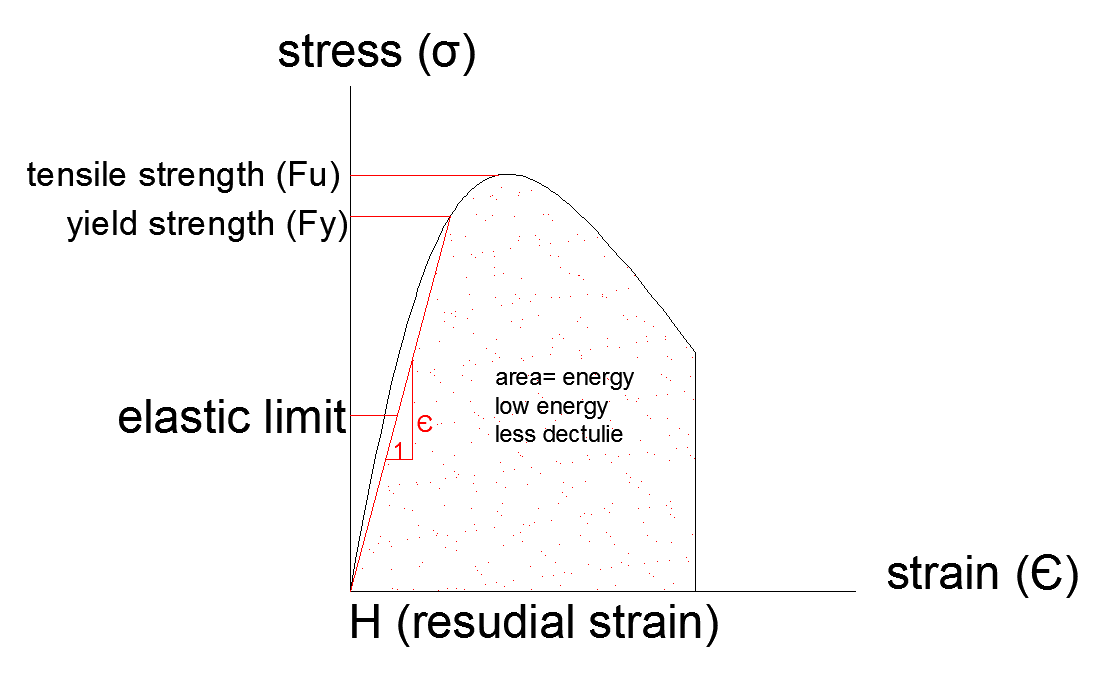 stress (σ)
tensile strength (Fu)
yield strength (Fy)
area= energy
low energy
less dectulie
elastic limit
Є
1
strain (Є)
H (resudial strain)